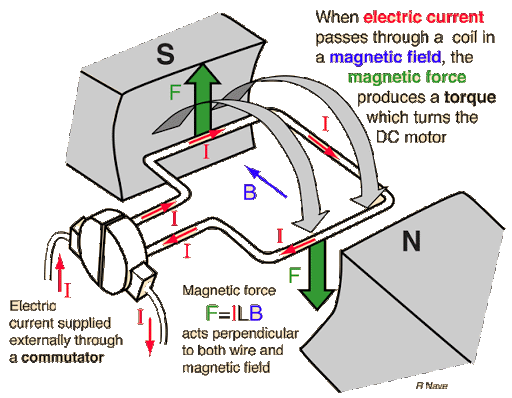 When electric current
passes through a coil in
a magnetic field, the
magnetic force
produces a torque
which turns the
DC motor
S
F
I
I
B
I
I
I
N
F
I
I
Electric
current supplied
externally through
a commutator
Magnetic force
F=ILB
acts perpendicular
to both wire and
magnetic field
R Nave